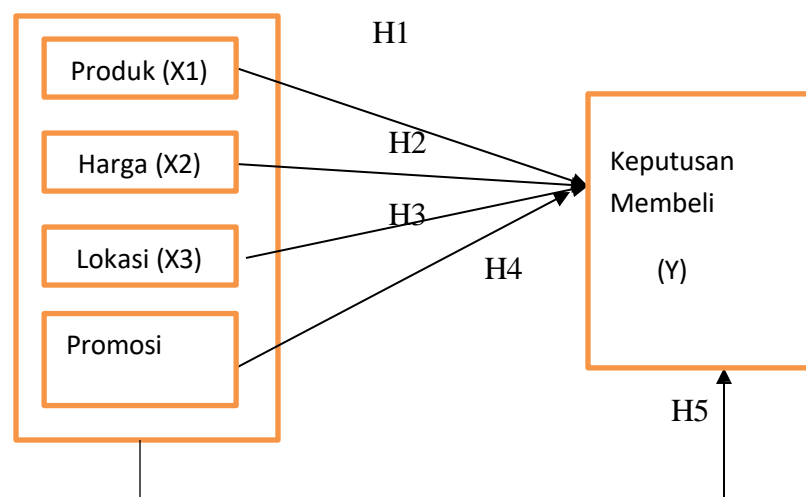 H1
Produk (X1)
H2
Harga (X2)
Keputusan
Membeli
H3
Lokasi (X3)
(Y)
H4
Promosi
H5